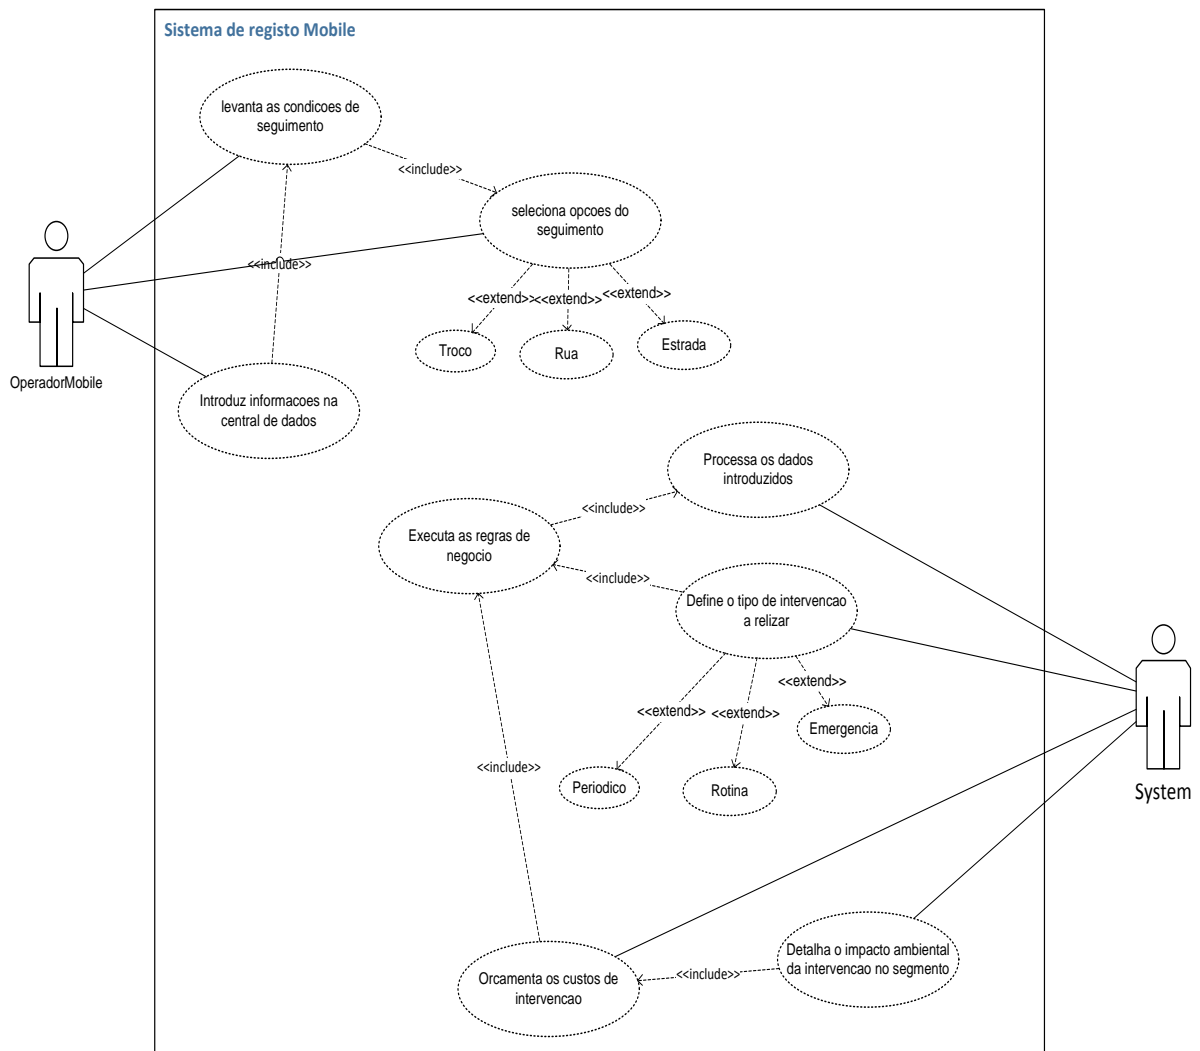 Sistema de registo Mobile
levanta as condicoes de
seguimento
<<include>>
seleciona opcoes do
seguimento
<<include>>
<<extend>>
<<extend>>
<<extend>>
Troco
Rua
Estrada
OperadorMobile
Introduz informacoes na
central de dados
Processa os dados
introduzidos
<<include>>
Executa as regras de
negocio
<<include>>
Define o tipo de intervencao
a relizar
<<extend>>
<<extend>>
<<extend>>
Emergencia
<<include>>
Periodico
Rotina
System
Detalha o impacto ambiental
da intervencao no segmento
<<include>>
Orcamenta os custos de
intervencao